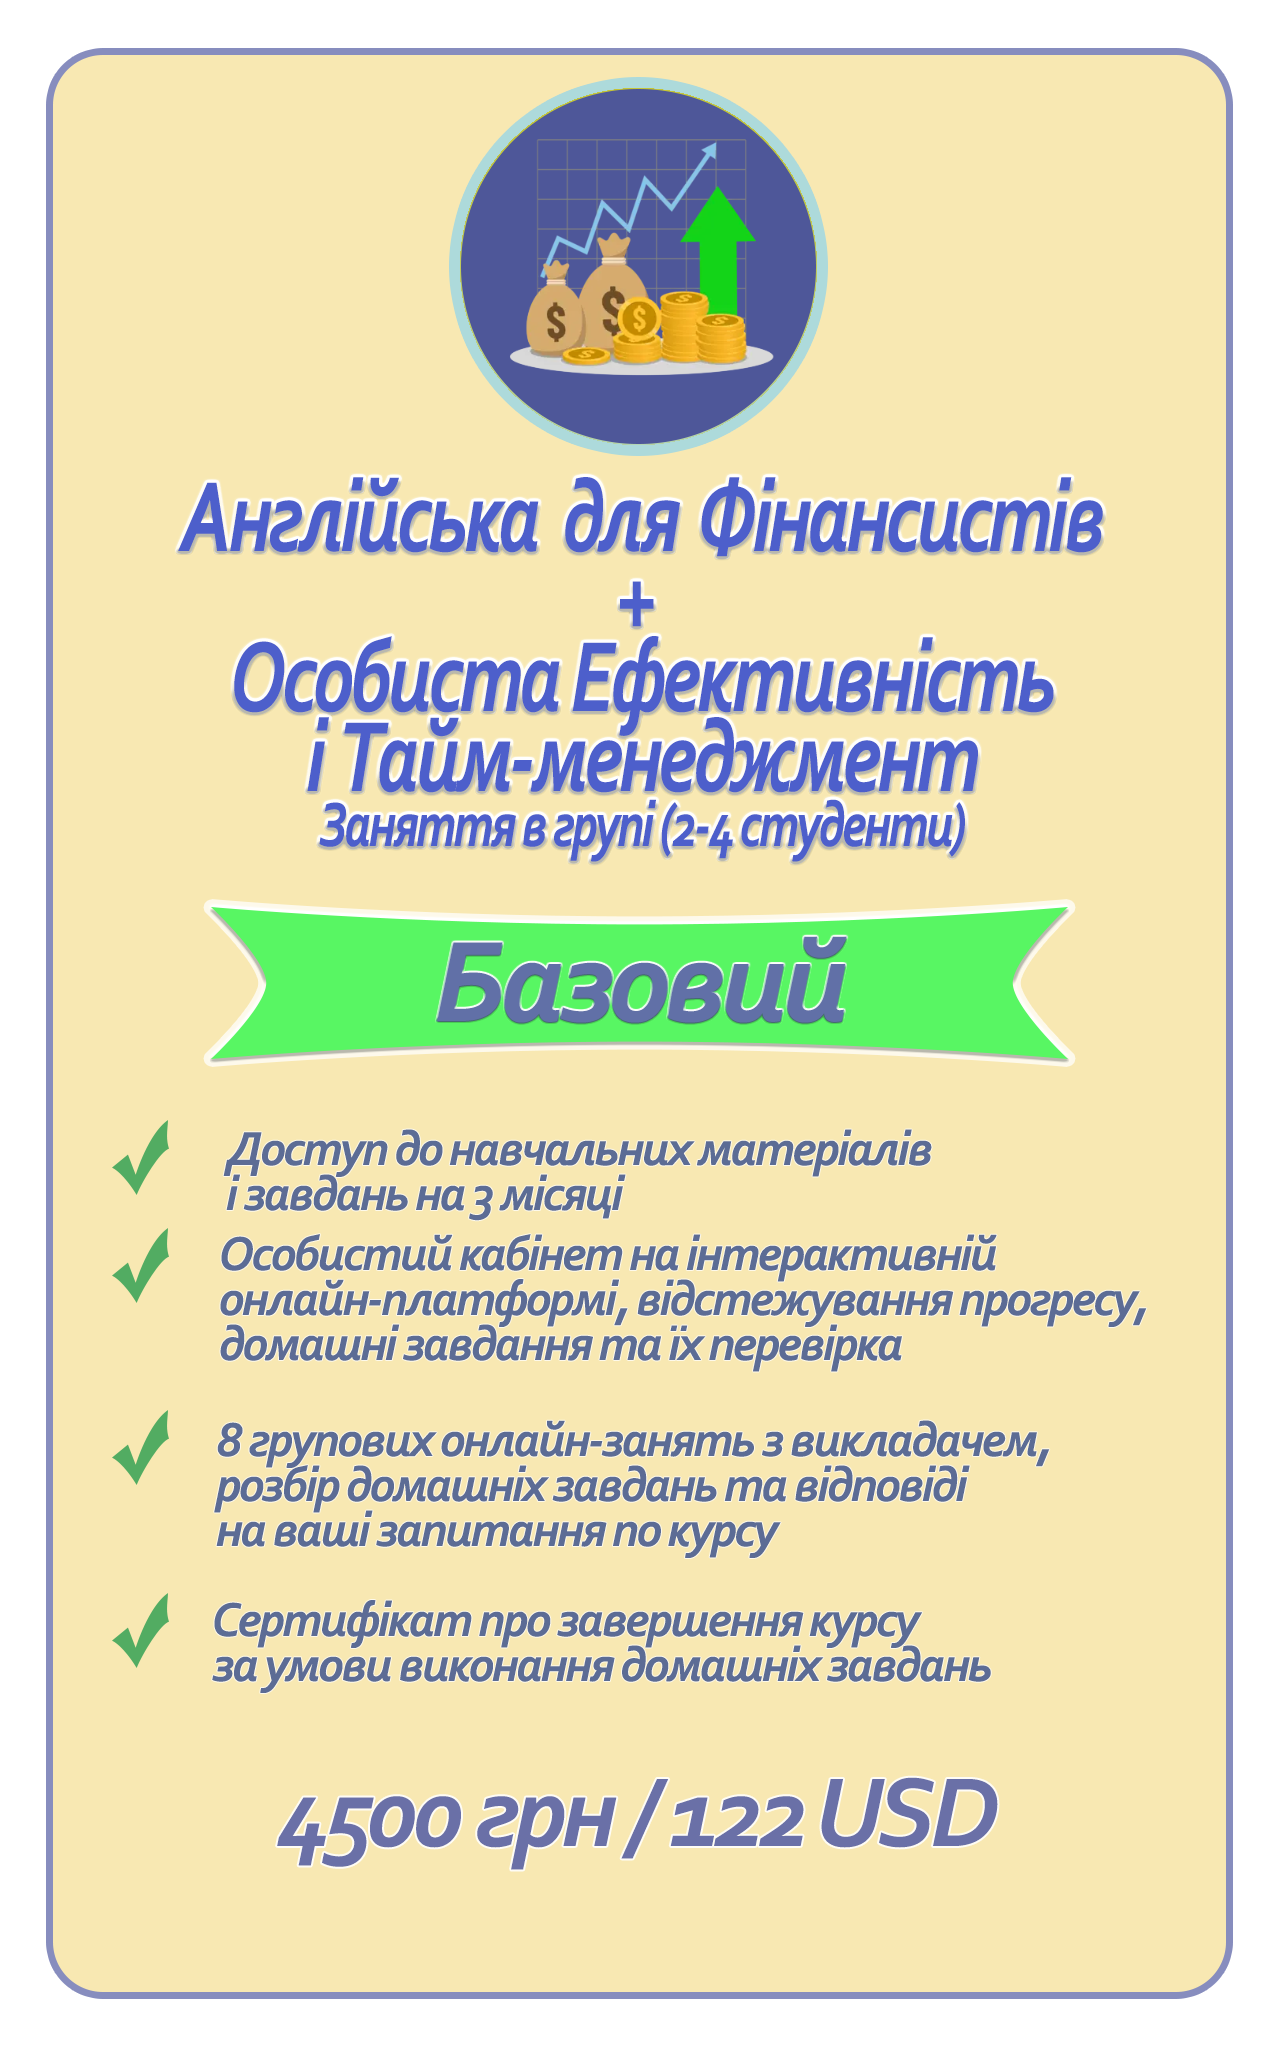 Англійська для Фінансистів
+
Особиста Ефективність
і Тайм-менеджмент
Заняття в групі (2-4 студенти)
Базовий
Доступ до навчальних матеріалів
і завдань на 3 місяці
Особистий кабінет на інтерактивній
онлайн-платформі, відстежування прогресу,
домашні завдання та їх перевірка
8 групових онлайн-занять з викладачем,
розбір домашніх завдань та відповіді
на ваші запитання по курсу
Сертифікат про завершення курсу
за умови виконання домашніх завдань
4500 грн / 122 USD